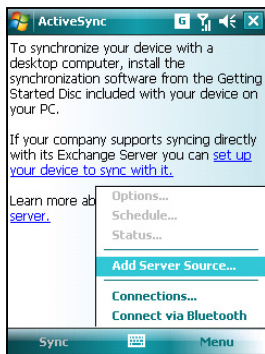 ActiveSync
G
To synchronize your device with a
desktop computer, install the
synchronization software from the Getting
Started Disc included with your device on
your PC.
If your company supports syncing directly
with its Exchange Server you can set up
your device to sync with it.
Learn more ab
server.
Options...
Schedule...
Status...
Add Server Source...
Connections...
Connect via Bluetooth
Sync
Menu